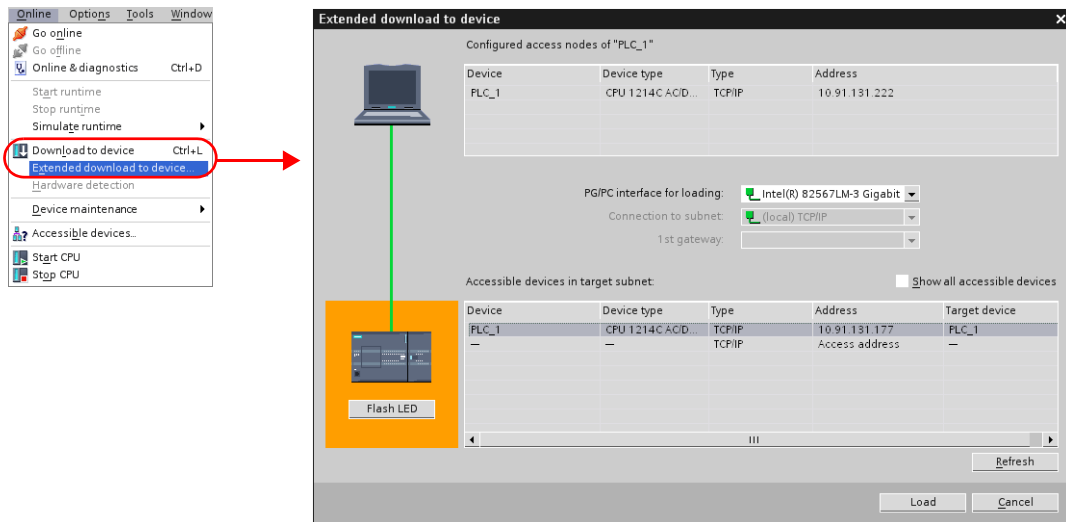 Online Options Tools Window
Go online
Go offline
Online & diagnostics Ctrl+D
Start runtime
Stop runtime
Simulate runtime
Download to device Ctrl+L
Extended download to device...
Hardware detection
Device maintenance
Accessible devices...
Start CPU
Stop CPU
Extended download to device
Configured access nodes of "PLC_1"
Device Device type Type Address
PLC_1 CPU 1214C AC/D... TCP/IP 10.91.131.222
PG/PC interface for loading: Intel(R) 82567LM-3 Gigabit
Connection to subnet: (local) TCP/IP
1st gateway:
Accessible devices in target subnet: Show all accessible devices
Device Device type Type Address Target device
PLC_1 CPU 1214C AC/D... TCP/IP 10.91.131.177 PLC_1
— — TCP/IP Access address —
Flash LED
Refresh
Load Cancel